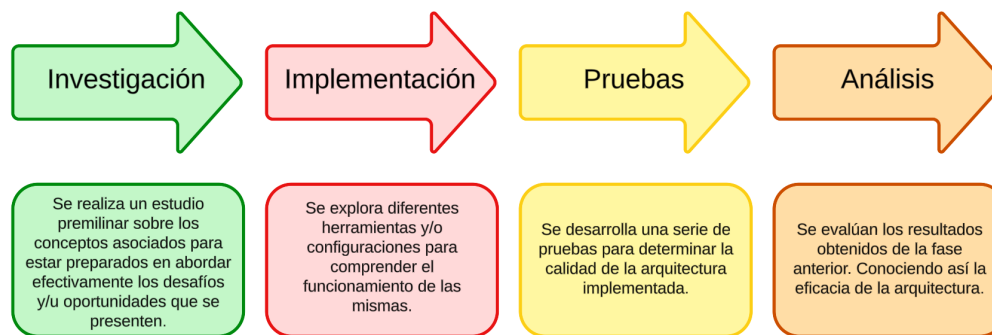 Investigación
Implementación
Pruebas
Análisis
Se realiza un estudio
premilinar sobre los
conceptos asociados para
estar preparados en abordar
efectivamente los desafíos
y/u oportunidades que se
presenten.
Se explora diferentes
herramientas y/o
configuraciones para
comprender el
funcionamiento de las
mismas.
Se desarrolla una serie de
pruebas para determinar la
calidad de la arquitectura
implementada.
Se evalúan los resultados
obtenidos de la fase
anterior. Conociendo así la
eficacia de la arquitectura.